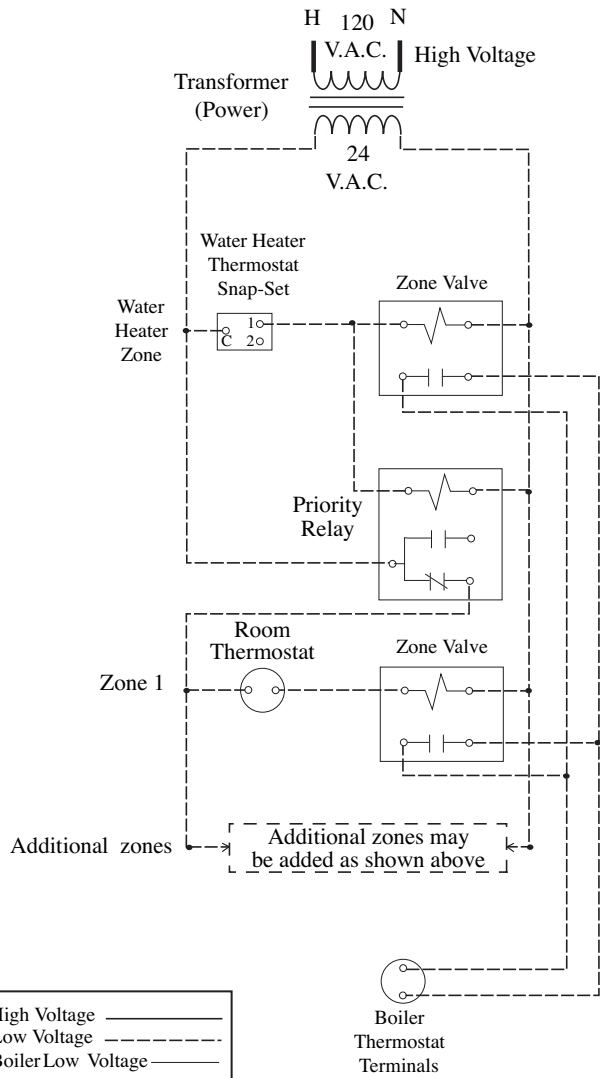 H 120 N
V.A.C.
High Voltage
Transformer
(Power)
24
V.A.C.
Water Heater
Thermostat
Snap-Set
Zone Valve
Water
Heater
Zone
1
C 2
Priority
Relay
Room
Thermostat
Zone Valve
Zone 1
Additional zones
Additional zones may
be added as shown above
High Voltage
Low Voltage
Boiler Low Voltage
Boiler
Thermostat
Terminals